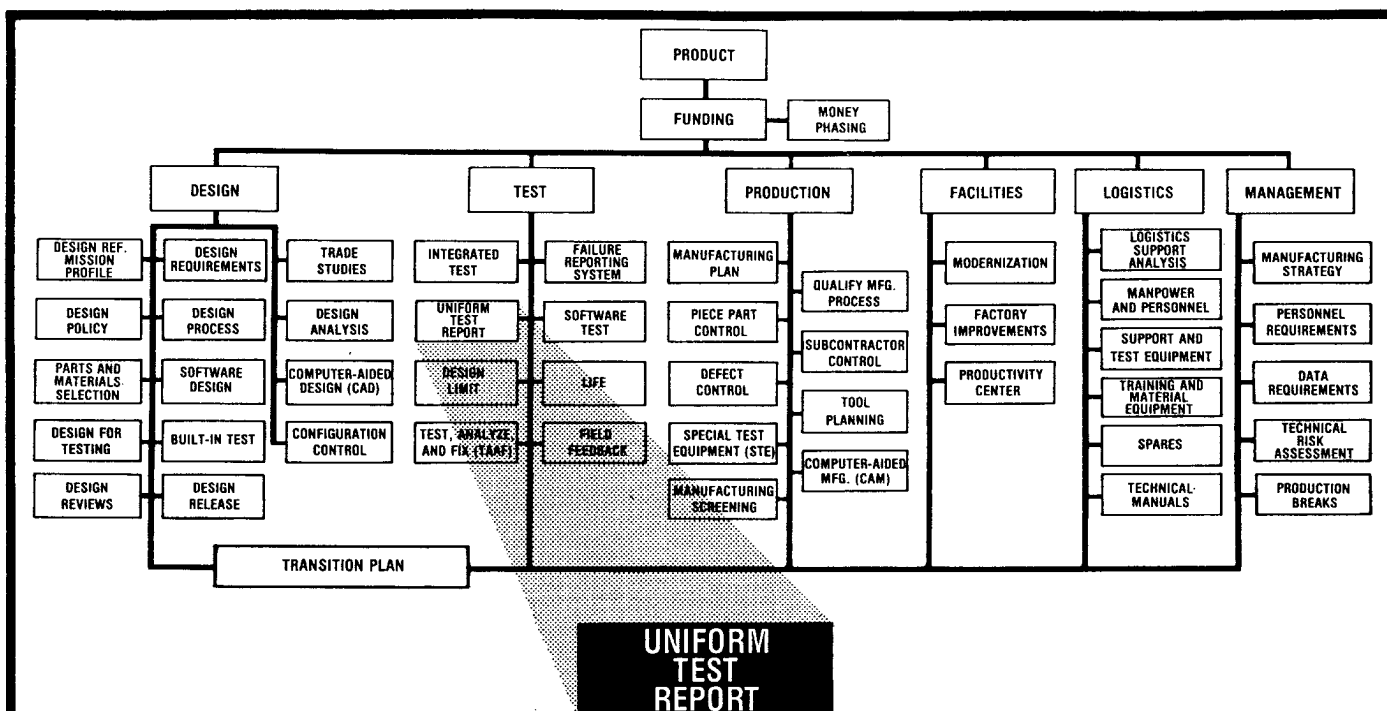 PRODUCT
FUNDING
MONEY
PHASING
DESIGN
TEST
PRODUCTION
FACILITIES
LOGISTICS
MANAGEMENT
DESIGN REF.
MISSION
PROFILE
DESIGN
REQUIREMENTS
TRADE
STUDIES
DESIGN
POLICY
DESIGN
PROCESS
DESIGN
ANALYSIS
PARTS AND
MATERIALS
SELECTION
SOFTWARE
DESIGN
COMPUTER-AIDED
DESIGN (CAD)
DESIGN FOR
TESTING
BUILT-IN TEST
CONFIGURATION
CONTROL
DESIGN
REVIEWS
DESIGN
RELEASE
INTEGRATED
TEST
FAILURE
REPORTING
SYSTEM
UNIFORM
TEST
REPORT
SOFTWARE
TEST
DESIGN
LIMIT
LIFE
TEST, ANALYZE,
AND FIX (TAAF)
FIELD
FEEDBACK
MANUFACTURING
PLAN
QUALIFY MFG.
PROCESS
PIECE PART
CONTROL
SUBCONTRACTOR
CONTROL
DEFECT
CONTROL
TOOL
PLANNING
SPECIAL TEST
EQUIPMENT (STE)
COMPUTER-AIDED
MFG. (CAM)
MANUFACTURING
SCREENING
MODERNIZATION
FACTORY
IMPROVEMENTS
PRODUCTIVITY
CENTER
LOGISTICS
SUPPORT
ANALYSIS
MANPOWER
AND PERSONNEL
SUPPORT AND
TEST EQUIPMENT
TRAINING AND
MATERIAL
EQUIPMENT
SPARES
TECHNICAL-
MANUALS
MANUFACTURING
STRATEGY
PERSONNEL
REQUIREMENTS
DATA
REQUIREMENTS
TECHNICAL
RISK
ASSESSMENT
PRODUCTION
BREAKS
TRANSITION PLAN
UNIFORM
TEST
REPORT